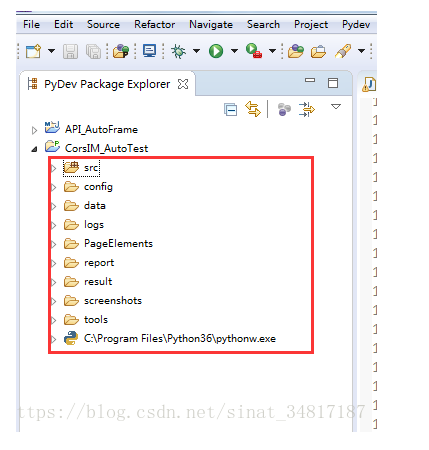 File Edit Source Refactor Navigate Search Project Pydev
PyDev Package Explorer
API_AutoFrame
CorsIM_AutoTest
src
config
data
logs
PageElements
report
result
screenshots
tools
C:\Program Files\Python36\pythonw.exe
ttps://blog.csdn.net/sinat_34817187